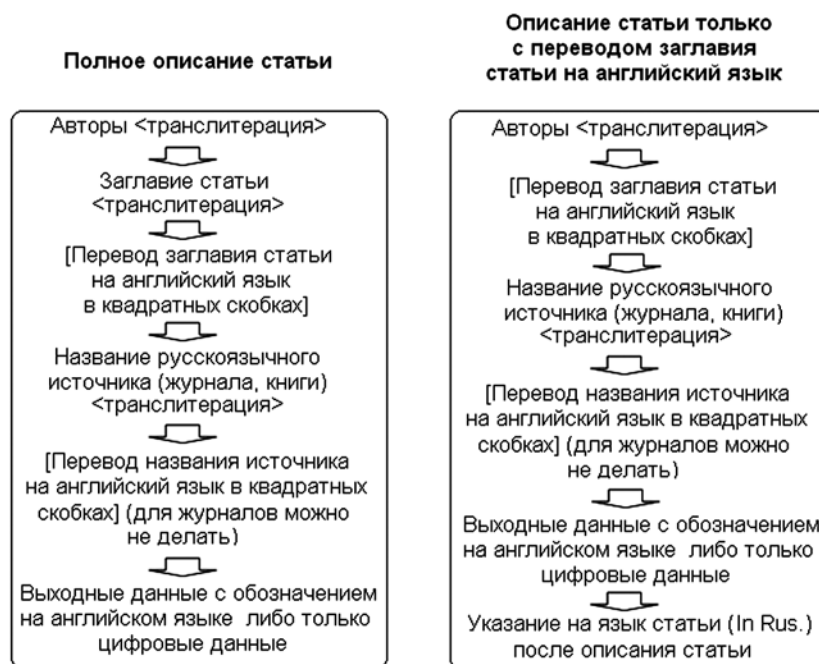 Полное описание статьи
Авторы <транслитерация>
Заглавие статьи
<транслитерация>
[Перевод заглавия статьи
на английский язык
в квадратных скобках]
Название русскоязычного
источника (журнала, книги)
<транслитерация>
[Перевод названия источника
на английский язык в квадратных
скобках] (для журналов можно
не делать)
Выходные данные с обозначением
на английском языке либо только
цифровые данные
Описание статьи только
с переводом заглавия
статьи на английский язык
Авторы <транслитерация>
[Перевод заглавия статьи
на английский язык
в квадратных скобках]
Название русскоязычного
источника (журнала, книги)
<транслитерация>
[Перевод названия источника
на английский язык в квадратных
скобках] (для журналов можно
не делать)
Выходные данные с обозначением
на английском языке либо только
цифровые данные
Указание на язык статьи (In Rus.)
после описания статьи